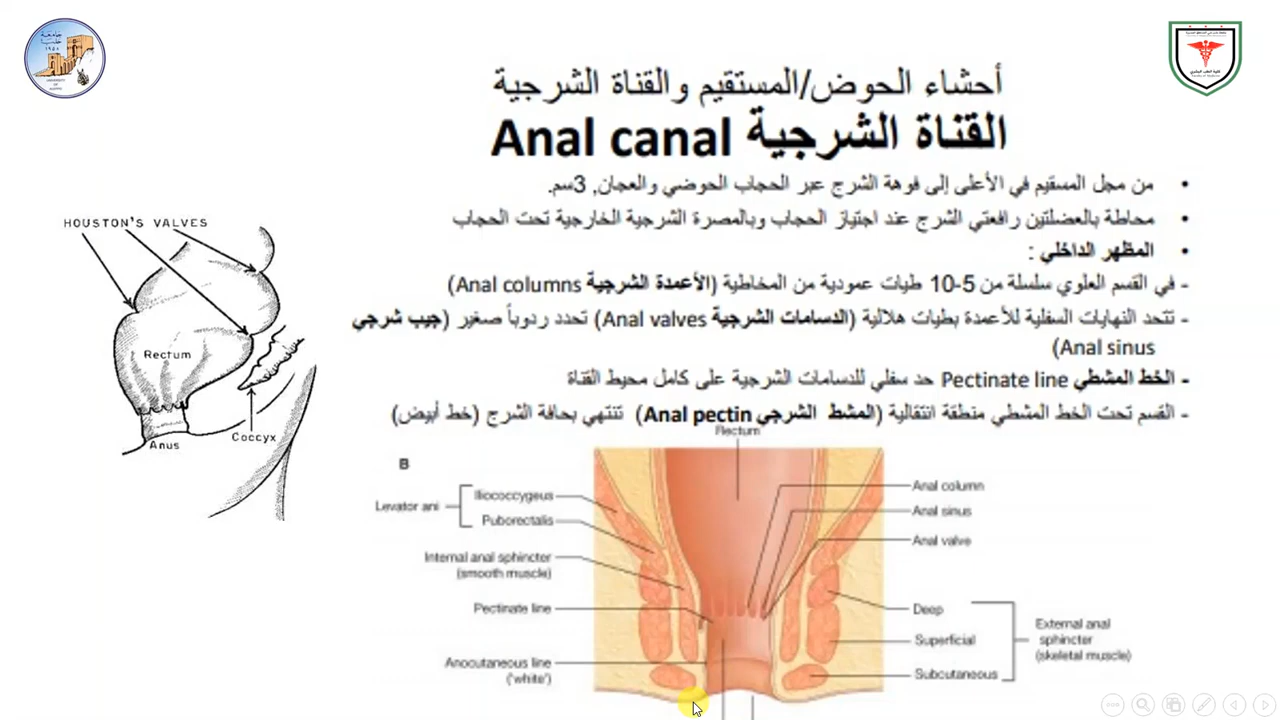 أحشاء الحوض/المستقيم والقناة الشرجية
القناة الشرجية Anal canal
• من مجل المسقيم في الأعلى إلى فوهة الشرج عبر الحجاب الحوضي والعجان, 3سم.
• محاطة بالعضلتين رافعتي الشرج عند اجتياز الحجاب وبالمصرة الشرجية الخارجية تحت الحجاب
• المظهر الداخلي :
- في القسم العلوي سلسلة من 5-10 طيات عمودية من المخاطية (الأعمدة الشرجية Anal columns)
- تتحد النهايات السفلية للأعمدة بطيات هلالية (الدسامات الشرجية Anal valves) تحدد ردوباً صغير (جيب شرجي
Anal sinus)
- الخط المشطي Pectinate line حد سفلي للدسامات الشرجية على كامل محيط القناة
- القسم تحت الخط المشطي منطقة انتقالية (المشط الشرجي Anal pectin) تنتهي بحافة الشرج (خط أبيض)
HOUSTON'S VALVES
Rectum
Anus
Coccyx
B
Rectum
Levator ani
Iliococcygeus
Puborectalis
Internal anal sphincter
(smooth muscle)
Pectinate line
Anocutaneous line
('white')
Anal column
Anal sinus
Anal valve
Deep
Superficial
Subcutaneous
External anal
sphincter
(skeletal muscle)